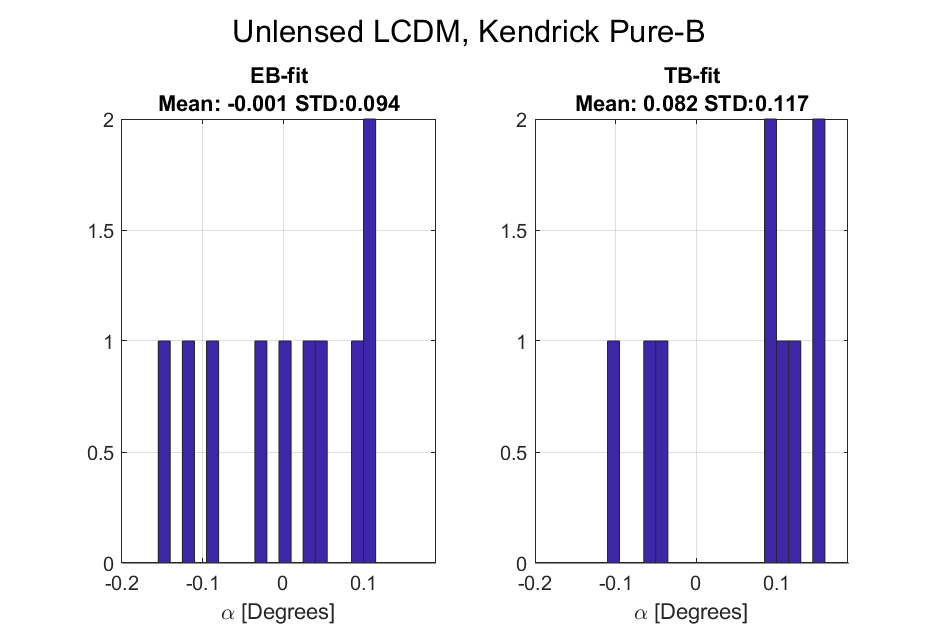 Unlensed LCDM, Kendrick Pure-B
EB-fit
Mean: -0.001 STD:0.094
2
1.5
1
0.5
0
-0.2
-0.1
0
0.1
α [Degrees]
TB-fit
Mean: 0.082 STD:0.117
2
1.5
1
0.5
0
-0.2
-0.1
0
0.1
α [Degrees]